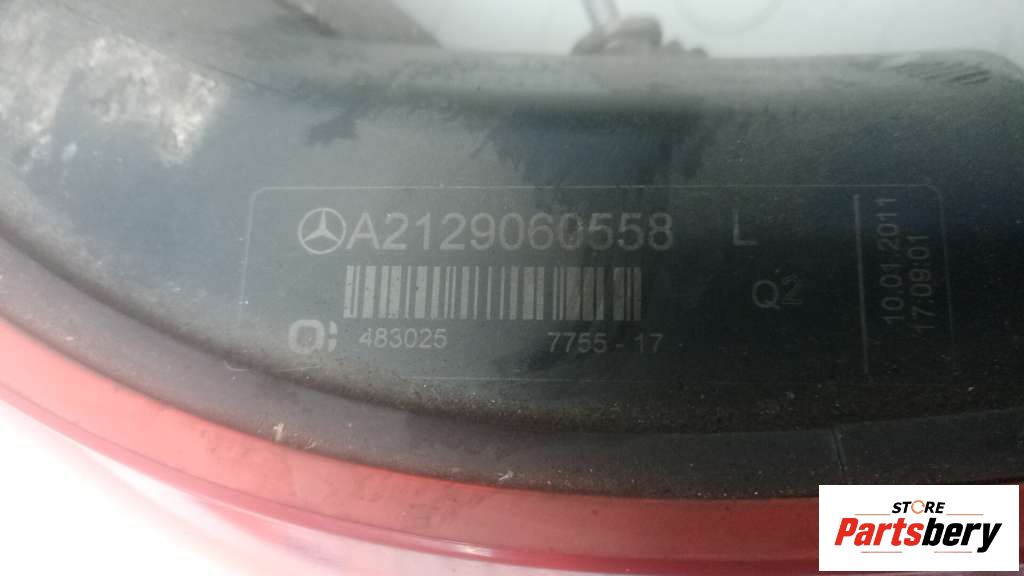 A2129060558 L
Q2
483025 7755 - 17
10.01.2011
17:09:01
STORE
Partsbery